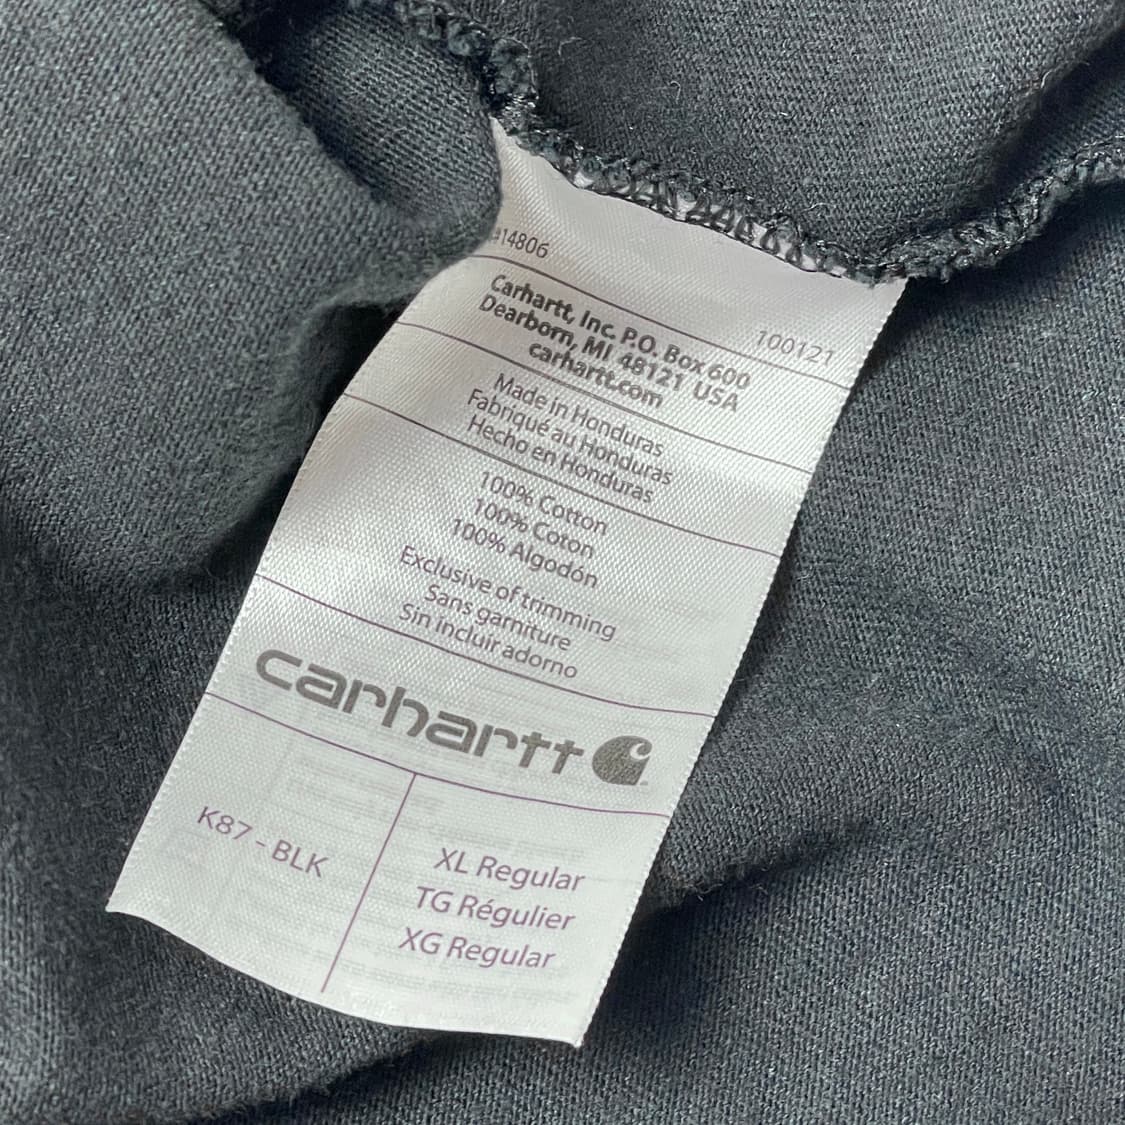 #14806
100121
Carhartt, Inc. P.O. Box 600
Dearborn, MI 48121 USA
carhartt.com
Made in Honduras
Fabriqué au Honduras
Hecho en Honduras
100% Cotton
100% Coton
100% Algodón
Exclusive of trimming
Sans garniture
Sin incluir adorno
carhartt
K87 - BLK
XL Regular
TG Régulier
XG Regular